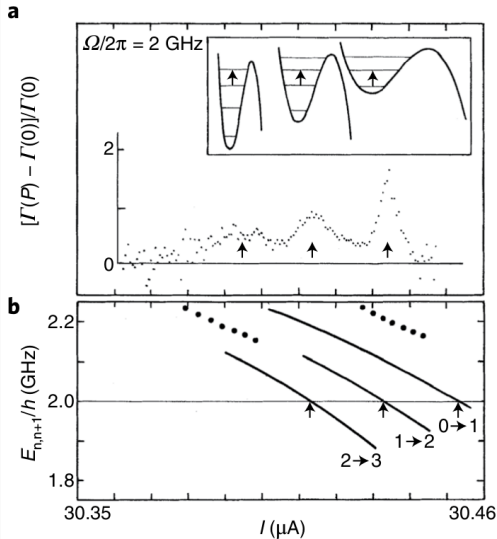 a
Ω/2π = 2 GHz
[Γ(P) − Γ(0)]/Γ(0)
2
0
b
2.2
2.0
1.8
E_{n,n+1}/h (GHz)
0→1
1→2
2→3
30.35
30.46
I (μA)